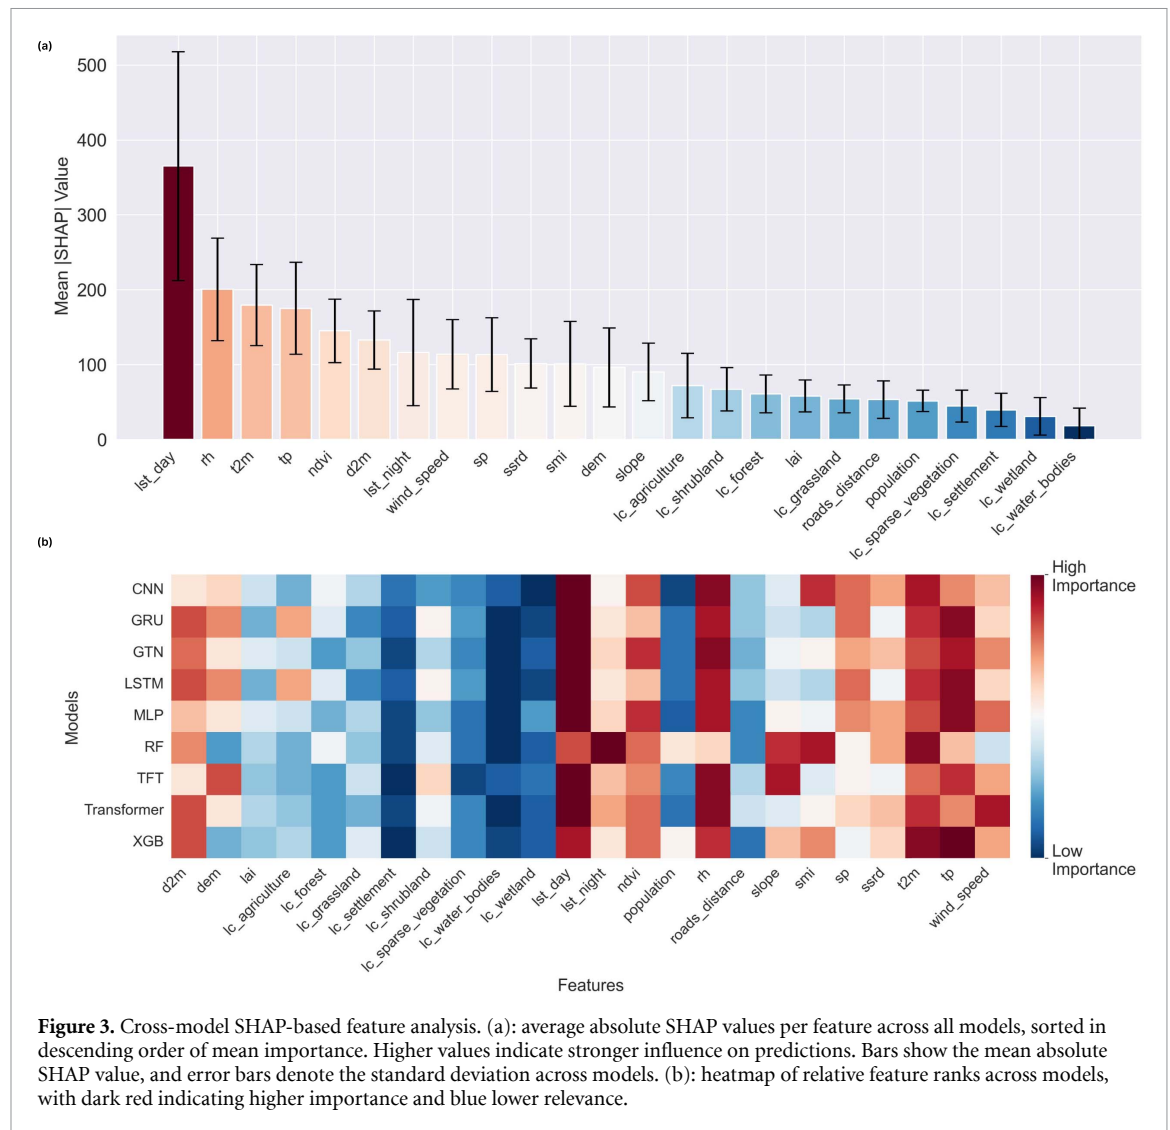 (a)
500
400
300
200
100
0
Mean |SHAP| Value
lst_day
rh
t2m
tp
ndvi
d2m
lst_night
wind_speed
sp
ssrd
smi
dem
slope
lc_agriculture
lc_shrubland
lc_forest
lai
lc_grassland
roads_distance
population
lc_sparse_vegetation
lc_settlement
lc_wetland
lc_water_bodies
(b)
CNN
GRU
GTN
LSTM
MLP
RF
TFT
Transformer
XGB
Models
High
Importance
Low
Importance
d2m
dem
lai
lc_agriculture
lc_forest
lc_grassland
lc_settlement
lc_shrubland
lc_sparse_vegetation
lc_water_bodies
lc_wetland
lst_day
lst_night
ndvi
population
rh
roads_distance
slope
smi
sp
ssrd
t2m
tp
wind_speed
Features
Figure 3. Cross-model SHAP-based feature analysis. (a): average absolute SHAP values per feature across all models, sorted in
descending order of mean importance. Higher values indicate stronger influence on predictions. Bars show the mean absolute
SHAP value, and error bars denote the standard deviation across models. (b): heatmap of relative feature ranks across models,
with dark red indicating higher importance and blue lower relevance.